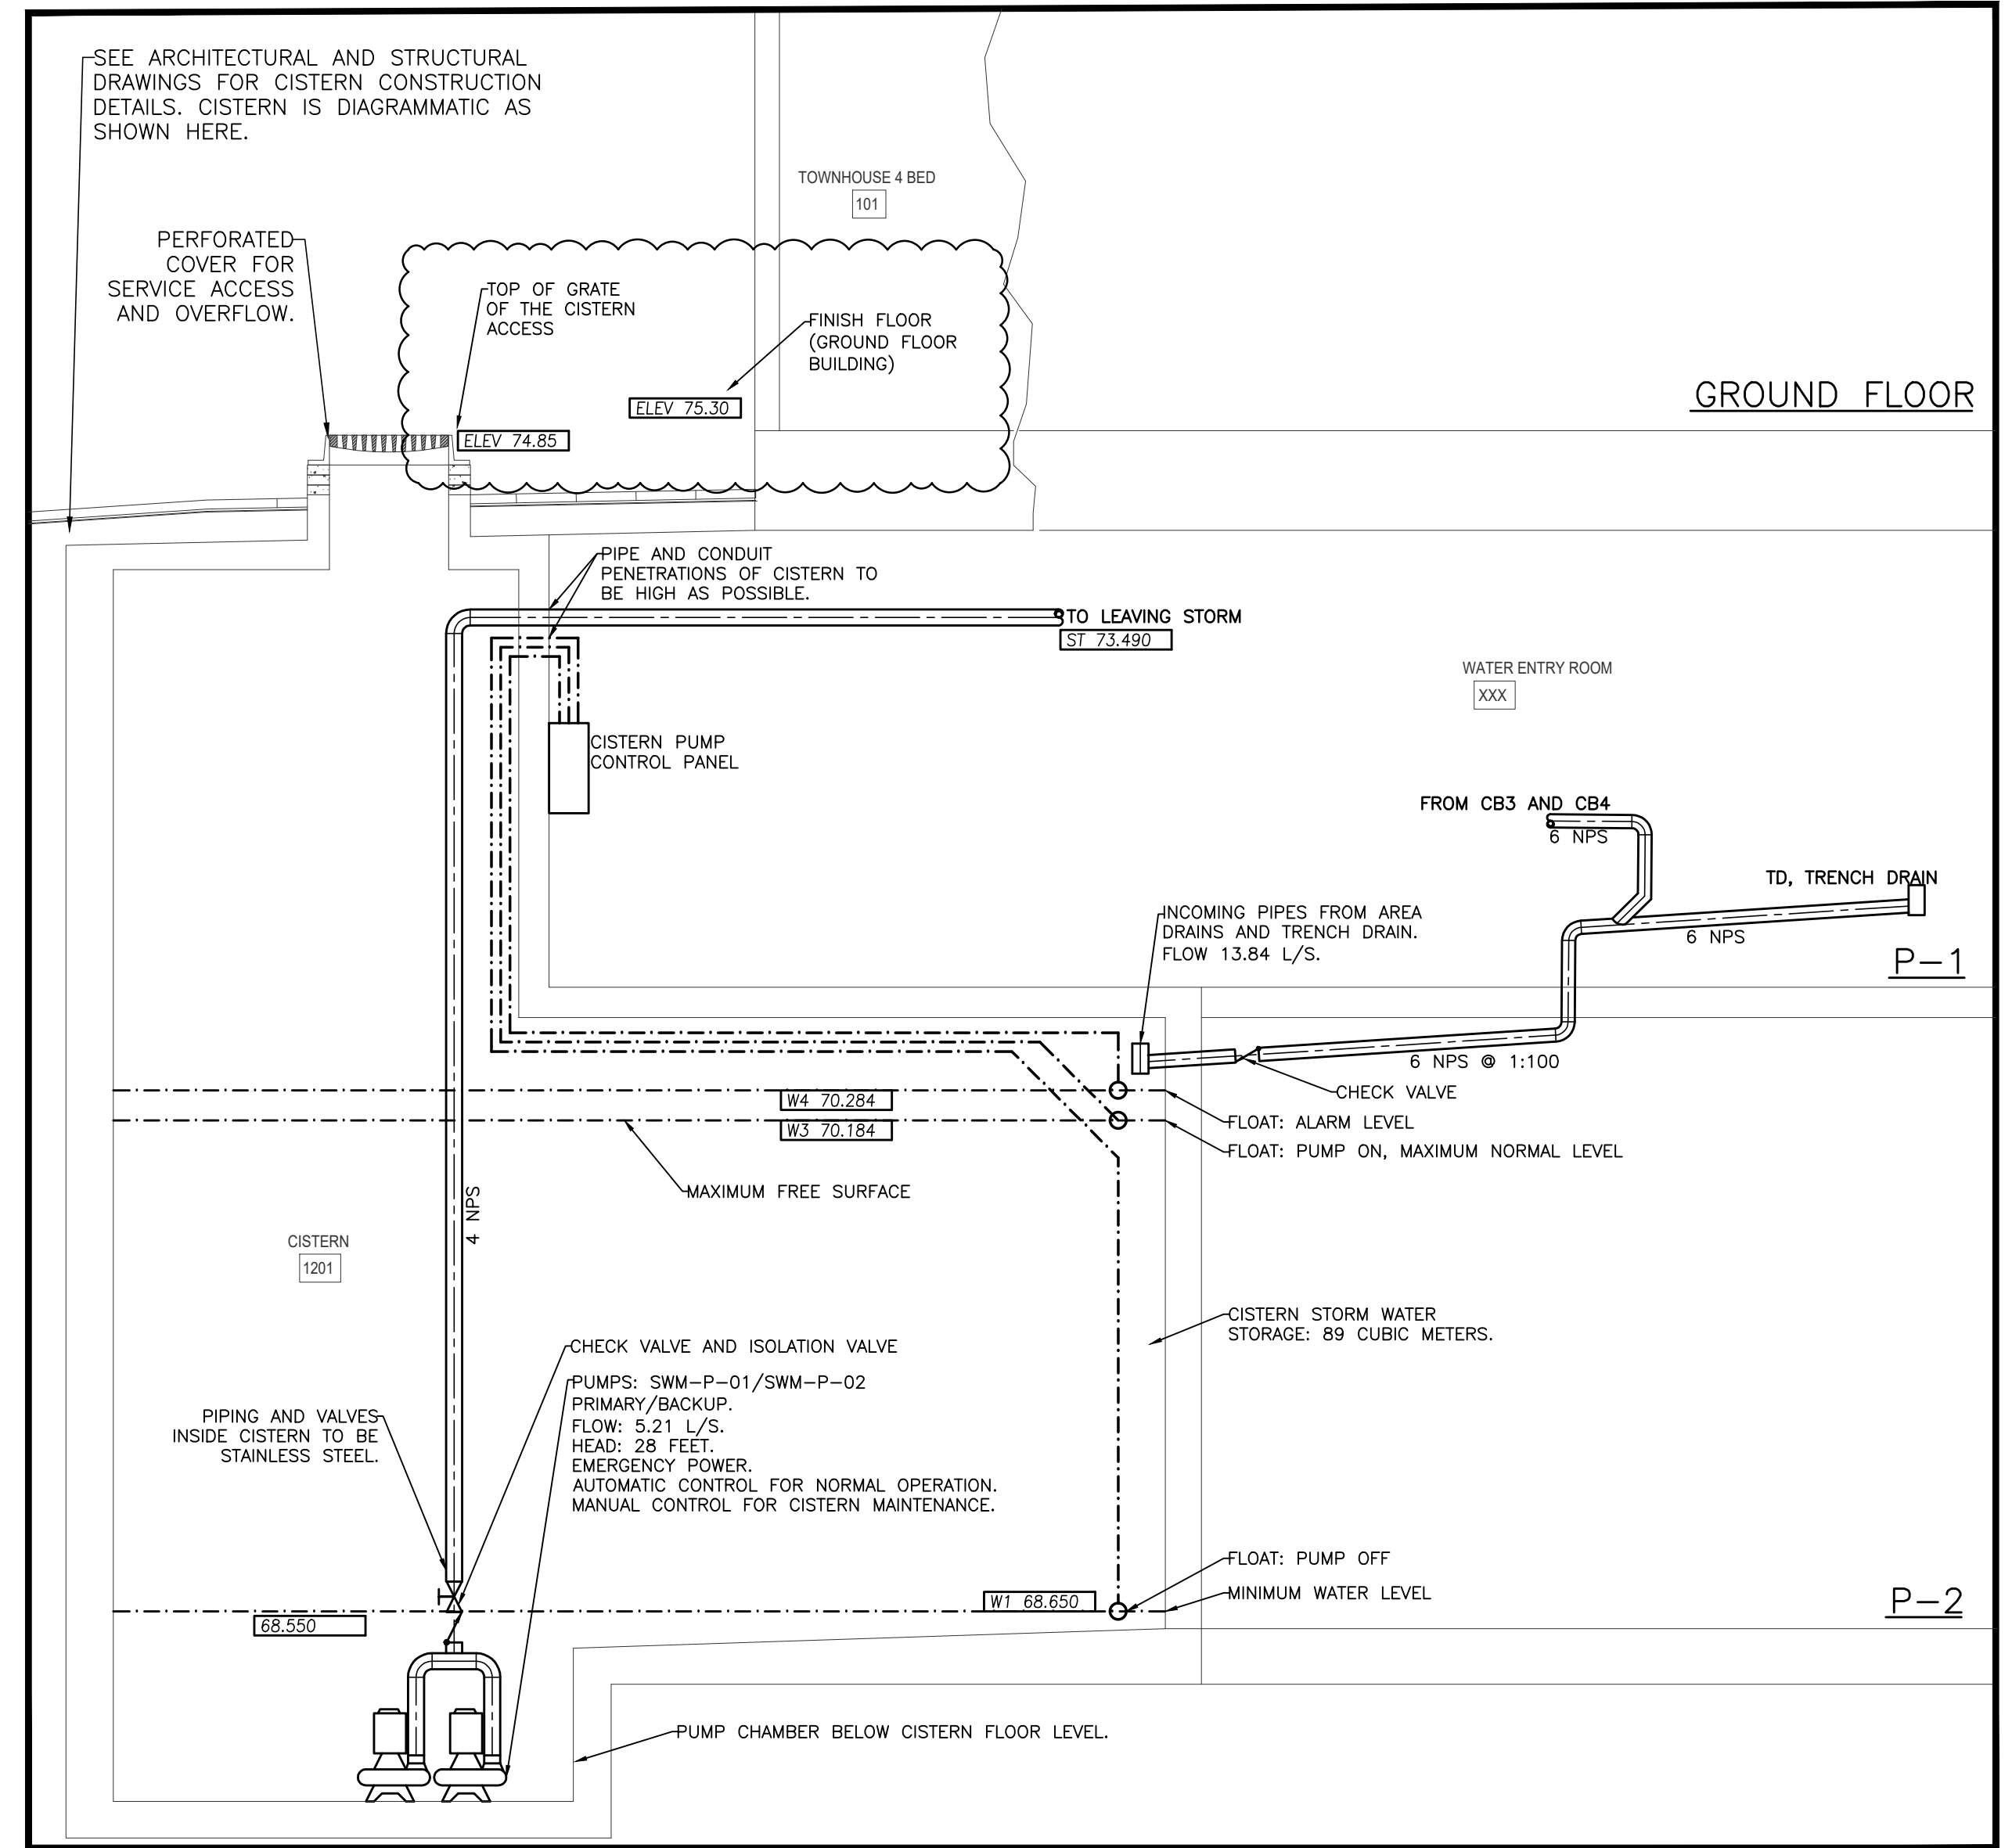 SEE ARCHITECTURAL AND STRUCTURAL
DRAWINGS FOR CISTERN CONSTRUCTION
DETAILS. CISTERN IS DIAGRAMMATIC AS
SHOWN HERE.
TOWNHOUSE 4 BED
101
PERFORATED
COVER FOR
SERVICE ACCESS
AND OVERFLOW.
TOP OF GRATE
OF THE CISTERN
ACCESS
FINISH FLOOR
(GROUND FLOOR
BUILDING)
ELEV 75.30
ELEV 74.85
GROUND FLOOR
PIPE AND CONDUIT
PENETRATIONS OF CISTERN TO
BE HIGH AS POSSIBLE.
TO LEAVING STORM
ST 73.490
WATER ENTRY ROOM
XXX
CISTERN PUMP
CONTROL PANEL
FROM CB3 AND CB4
6 NPS
TD, TRENCH DRAIN
6 NPS
INCOMING PIPES FROM AREA
DRAINS AND TRENCH DRAIN.
FLOW 13.84 L/S.
P-1
6 NPS @ 1:100
CHECK VALVE
W4 70.284
FLOAT: ALARM LEVEL
W3 70.184
FLOAT: PUMP ON, MAXIMUM NORMAL LEVEL
MAXIMUM FREE SURFACE
4 NPS
CISTERN
1201
CISTERN STORM WATER
STORAGE: 89 CUBIC METERS.
CHECK VALVE AND ISOLATION VALVE
PUMPS: SWM-P-01/SWM-P-02
PRIMARY/BACKUP.
FLOW: 5.21 L/S.
HEAD: 28 FEET.
EMERGENCY POWER.
AUTOMATIC CONTROL FOR NORMAL OPERATION.
MANUAL CONTROL FOR CISTERN MAINTENANCE.
PIPING AND VALVES
INSIDE CISTERN TO BE
STAINLESS STEEL.
FLOAT: PUMP OFF
MINIMUM WATER LEVEL
W1 68.650
P-2
68.550
PUMP CHAMBER BELOW CISTERN FLOOR LEVEL.